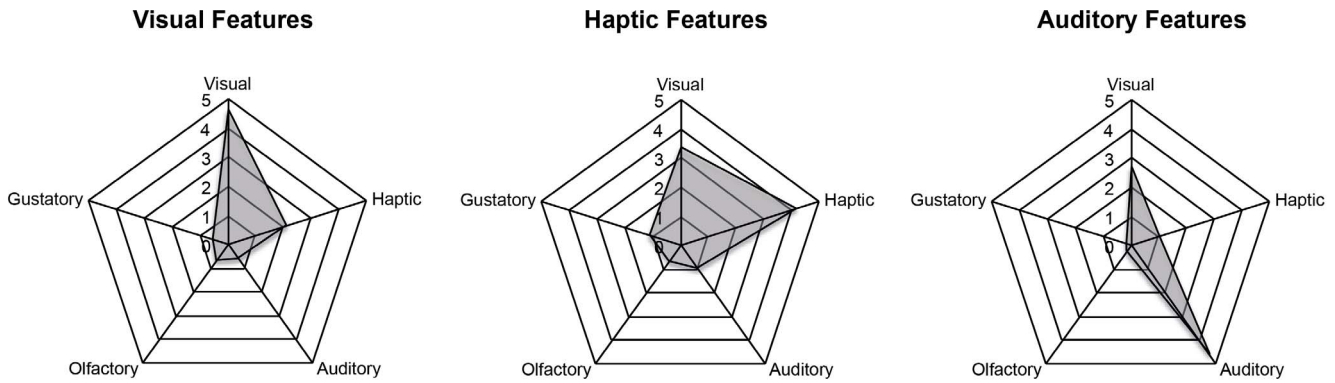 Visual Features
Visual
5
4
3
2
1
0
Gustatory
Haptic
Olfactory
Auditory
Haptic Features
Visual
5
4
3
2
1
0
Gustatory
Haptic
Olfactory
Auditory
Auditory Features
Visual
5
4
3
2
1
0
Gustatory
Haptic
Olfactory
Auditory